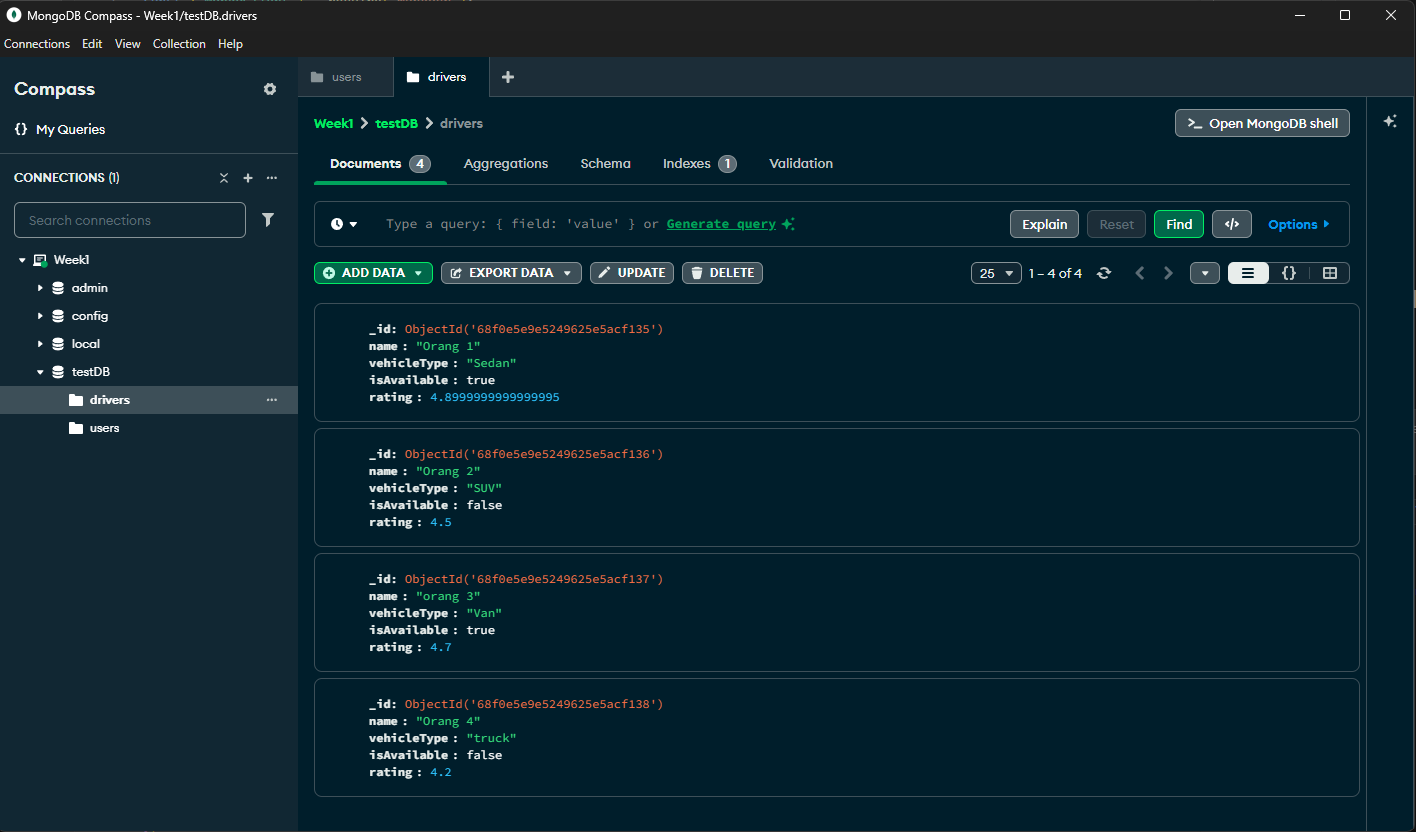 MongoDB Compass - Week1/testDB.drivers
Connections Edit View Collection Help
Compass
{} My Queries
CONNECTIONS (1)
Search connections
Week1
admin
config
local
testDB
drivers
users
users drivers
Week1 testDB drivers
>_ Open MongoDB shell
Documents 4 Aggregations Schema Indexes 1 Validation
Type a query: { field: 'value' } or Generate query
Explain Reset Find </> Options
ADD DATA EXPORT DATA UPDATE DELETE
25 1 – 4 of 4 {}
_id: ObjectId('68f0e5e9e5249625e5acf135')
name : "Orang 1"
vehicleType : "Sedan"
isAvailable : true
rating : 4.8999999999999995
_id: ObjectId('68f0e5e9e5249625e5acf136')
name : "Orang 2"
vehicleType : "SUV"
isAvailable : false
rating : 4.5
_id: ObjectId('68f0e5e9e5249625e5acf137')
name : "orang 3"
vehicleType : "Van"
isAvailable : true
rating : 4.7
_id: ObjectId('68f0e5e9e5249625e5acf138')
name : "Orang 4"
vehicleType : "truck"
isAvailable : false
rating : 4.2